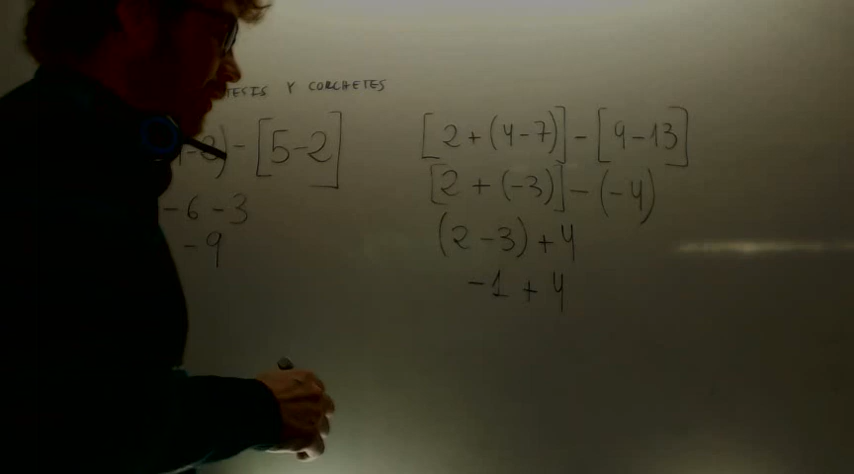 Y CORCHETES
- [5-2]
-6 -3
-9
[2+(4-7)] - [9-13]
[2+(-3)] - (-4)
(2-3)+4
-1+4